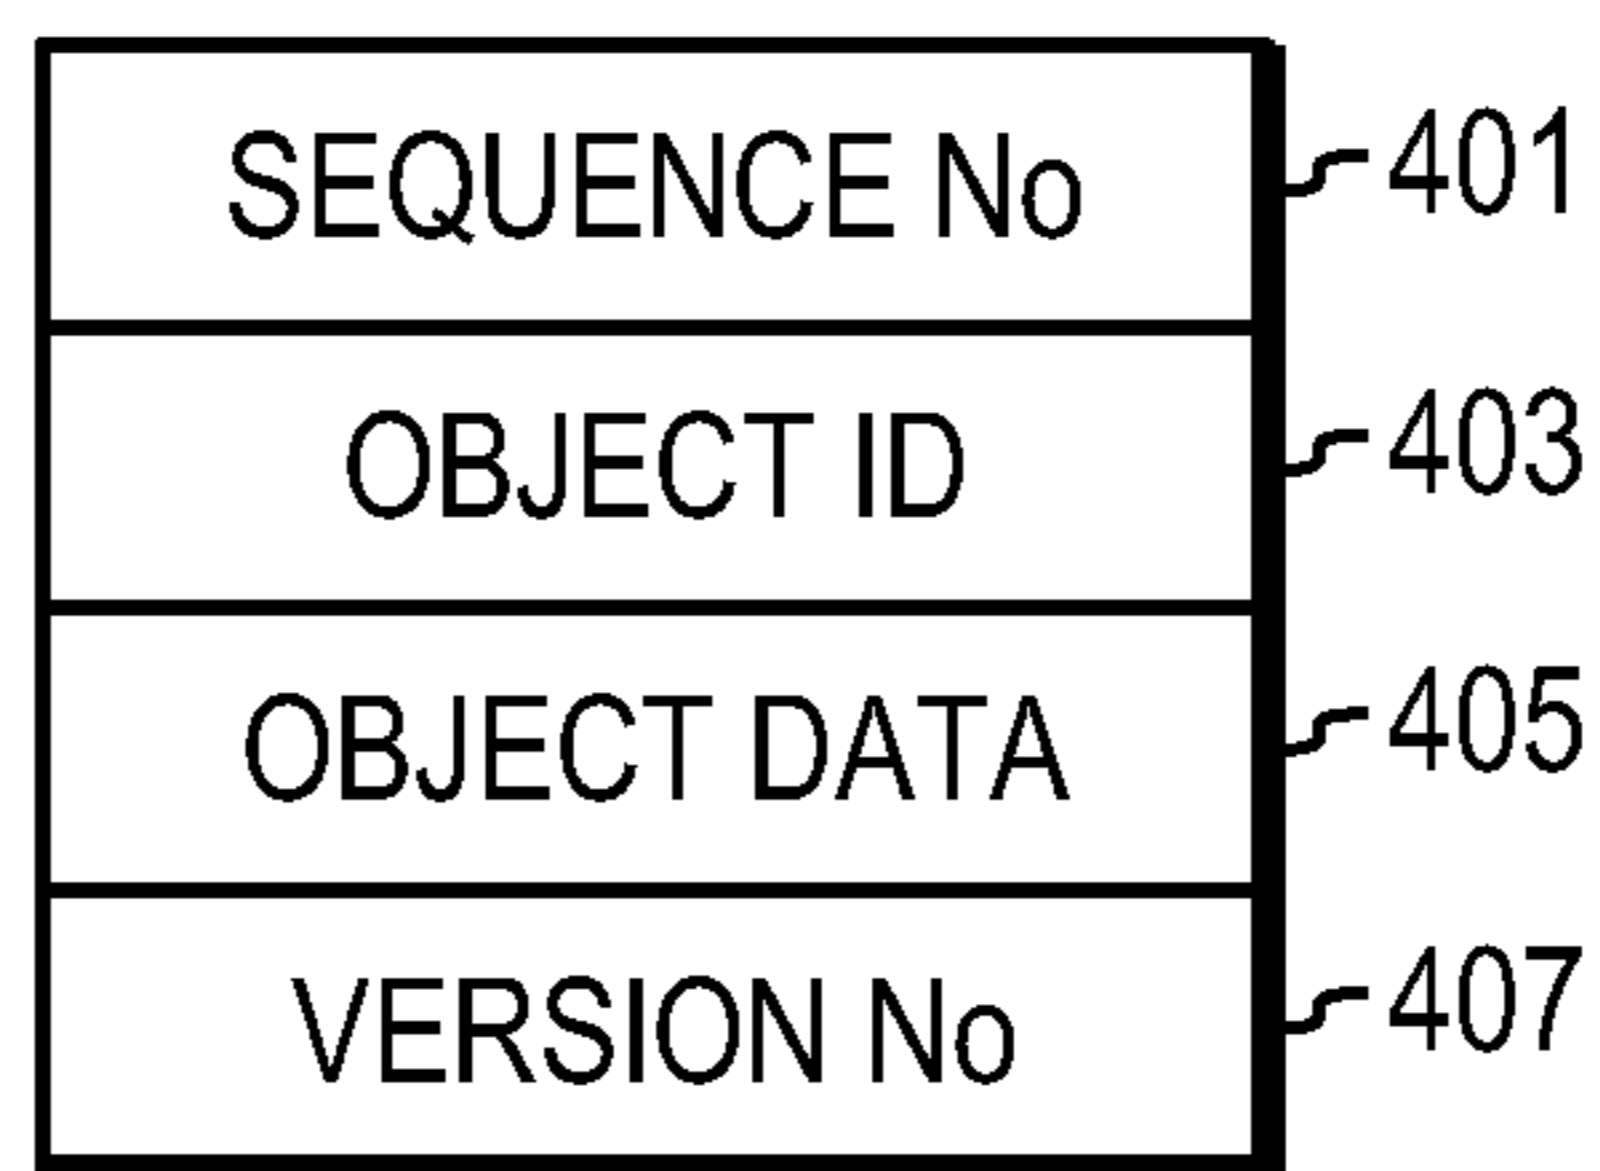 SEQUENCE No 401
OBJECT ID 403
OBJECT DATA 405
VERSION No 407